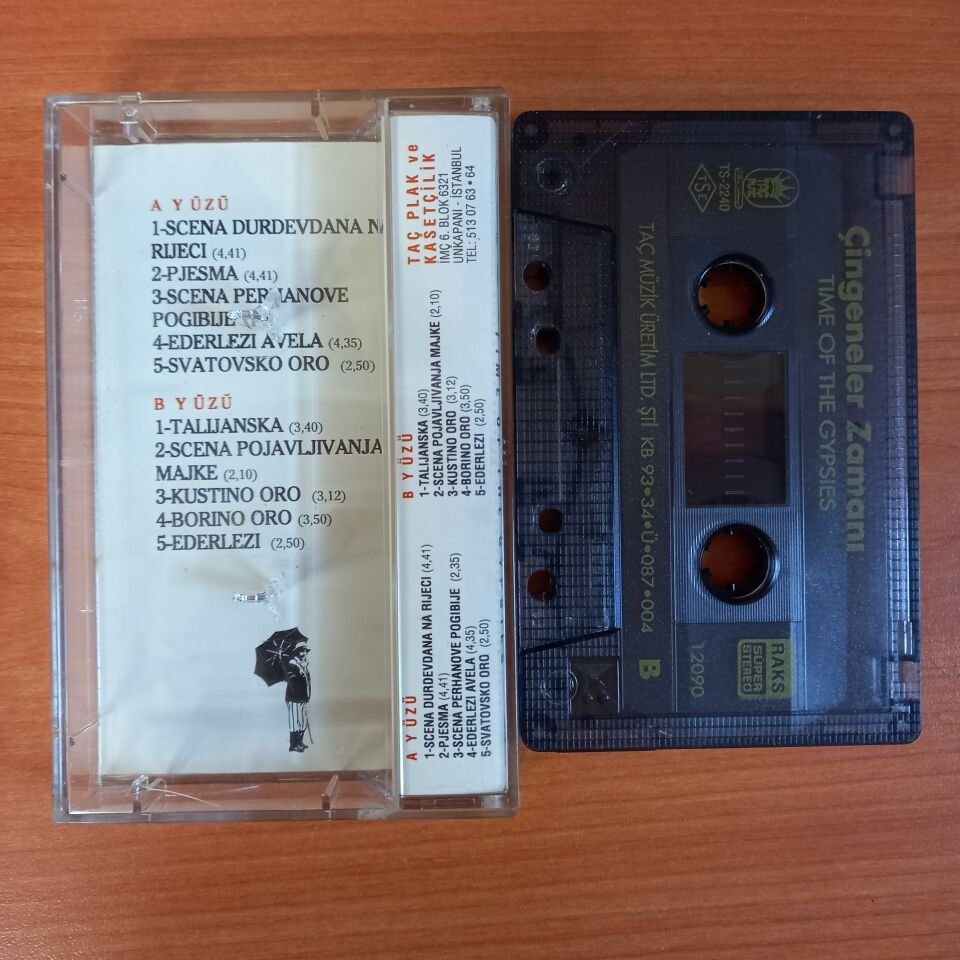 A YÜZÜ
1-SCENA DURDEVDANA NA
RIJECI (4,41)
2-PJESMA (4,41)
3-SCENA PERHANOVE
POGIBIJE
4-EDERLEZI AVELA (4,35)
5-SVATOVSKO ORO (2,50)
B YÜZÜ
1-TALIJANSKA (3,40)
2-SCENA POJAVLJIVANJA
MAJKE (2,10)
3-KUSTINO ORO (3,12)
4-BORINO ORO (3,50)
5-EDERLEZI (2,50)
A YÜZÜ
1-SCENA DURDEVDANA NA RIJECI (4,41)
2-PJESMA (4,41)
3-SCENA PERHANOVE POGIBIJE (2,35)
4-EDERLEZI AVELA (4,35)
5-SVATOVSKO ORO (2,50)
B YÜZÜ
1-TALIJANSKA (3,40)
2-SCENA POJAVLJIVANJA MAJKE (2,10)
3-KUSTINO ORO (3,12)
4-BORINO ORO (3,50)
5-EDERLEZI (2,50)
TAÇ PLAK ve
KASETÇİLİK
İMÇ 6. BLOK 6321
UNKAPANI - İSTANBUL
TEL: 513 07 63 • 64
Çingeneler Zamanı
TIME OF THE GYPSIES
TSE
TS-2240
RAKS
SÜPER
STEREO
1.2090
TAÇ MÜZİK ÜRETİM LTD. ŞTİ KB 93•34•Ü•087•004
B